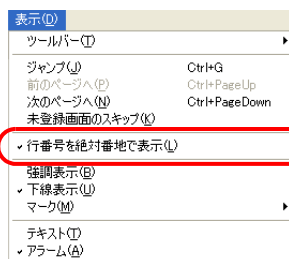 表示(D)
ツールバー(T)
ジャンプ(J) Ctrl+G
前のページへ(P) Ctrl+PageUp
次のページへ(N) Ctrl+PageDown
未登録画面のスキップ(K)
行番号を絶対番地で表示(L)
強調表示(B)
下線表示(U)
マーク(M)
テキスト(T)
アラーム(A)